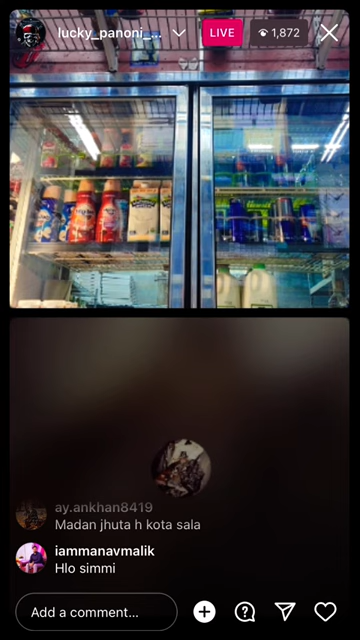 lucky_panoni_...
LIVE
1,872
ay.ankhan8419
Madan jhuta h kota sala
iammanavmalik
Hlo simmi
Add a comment...